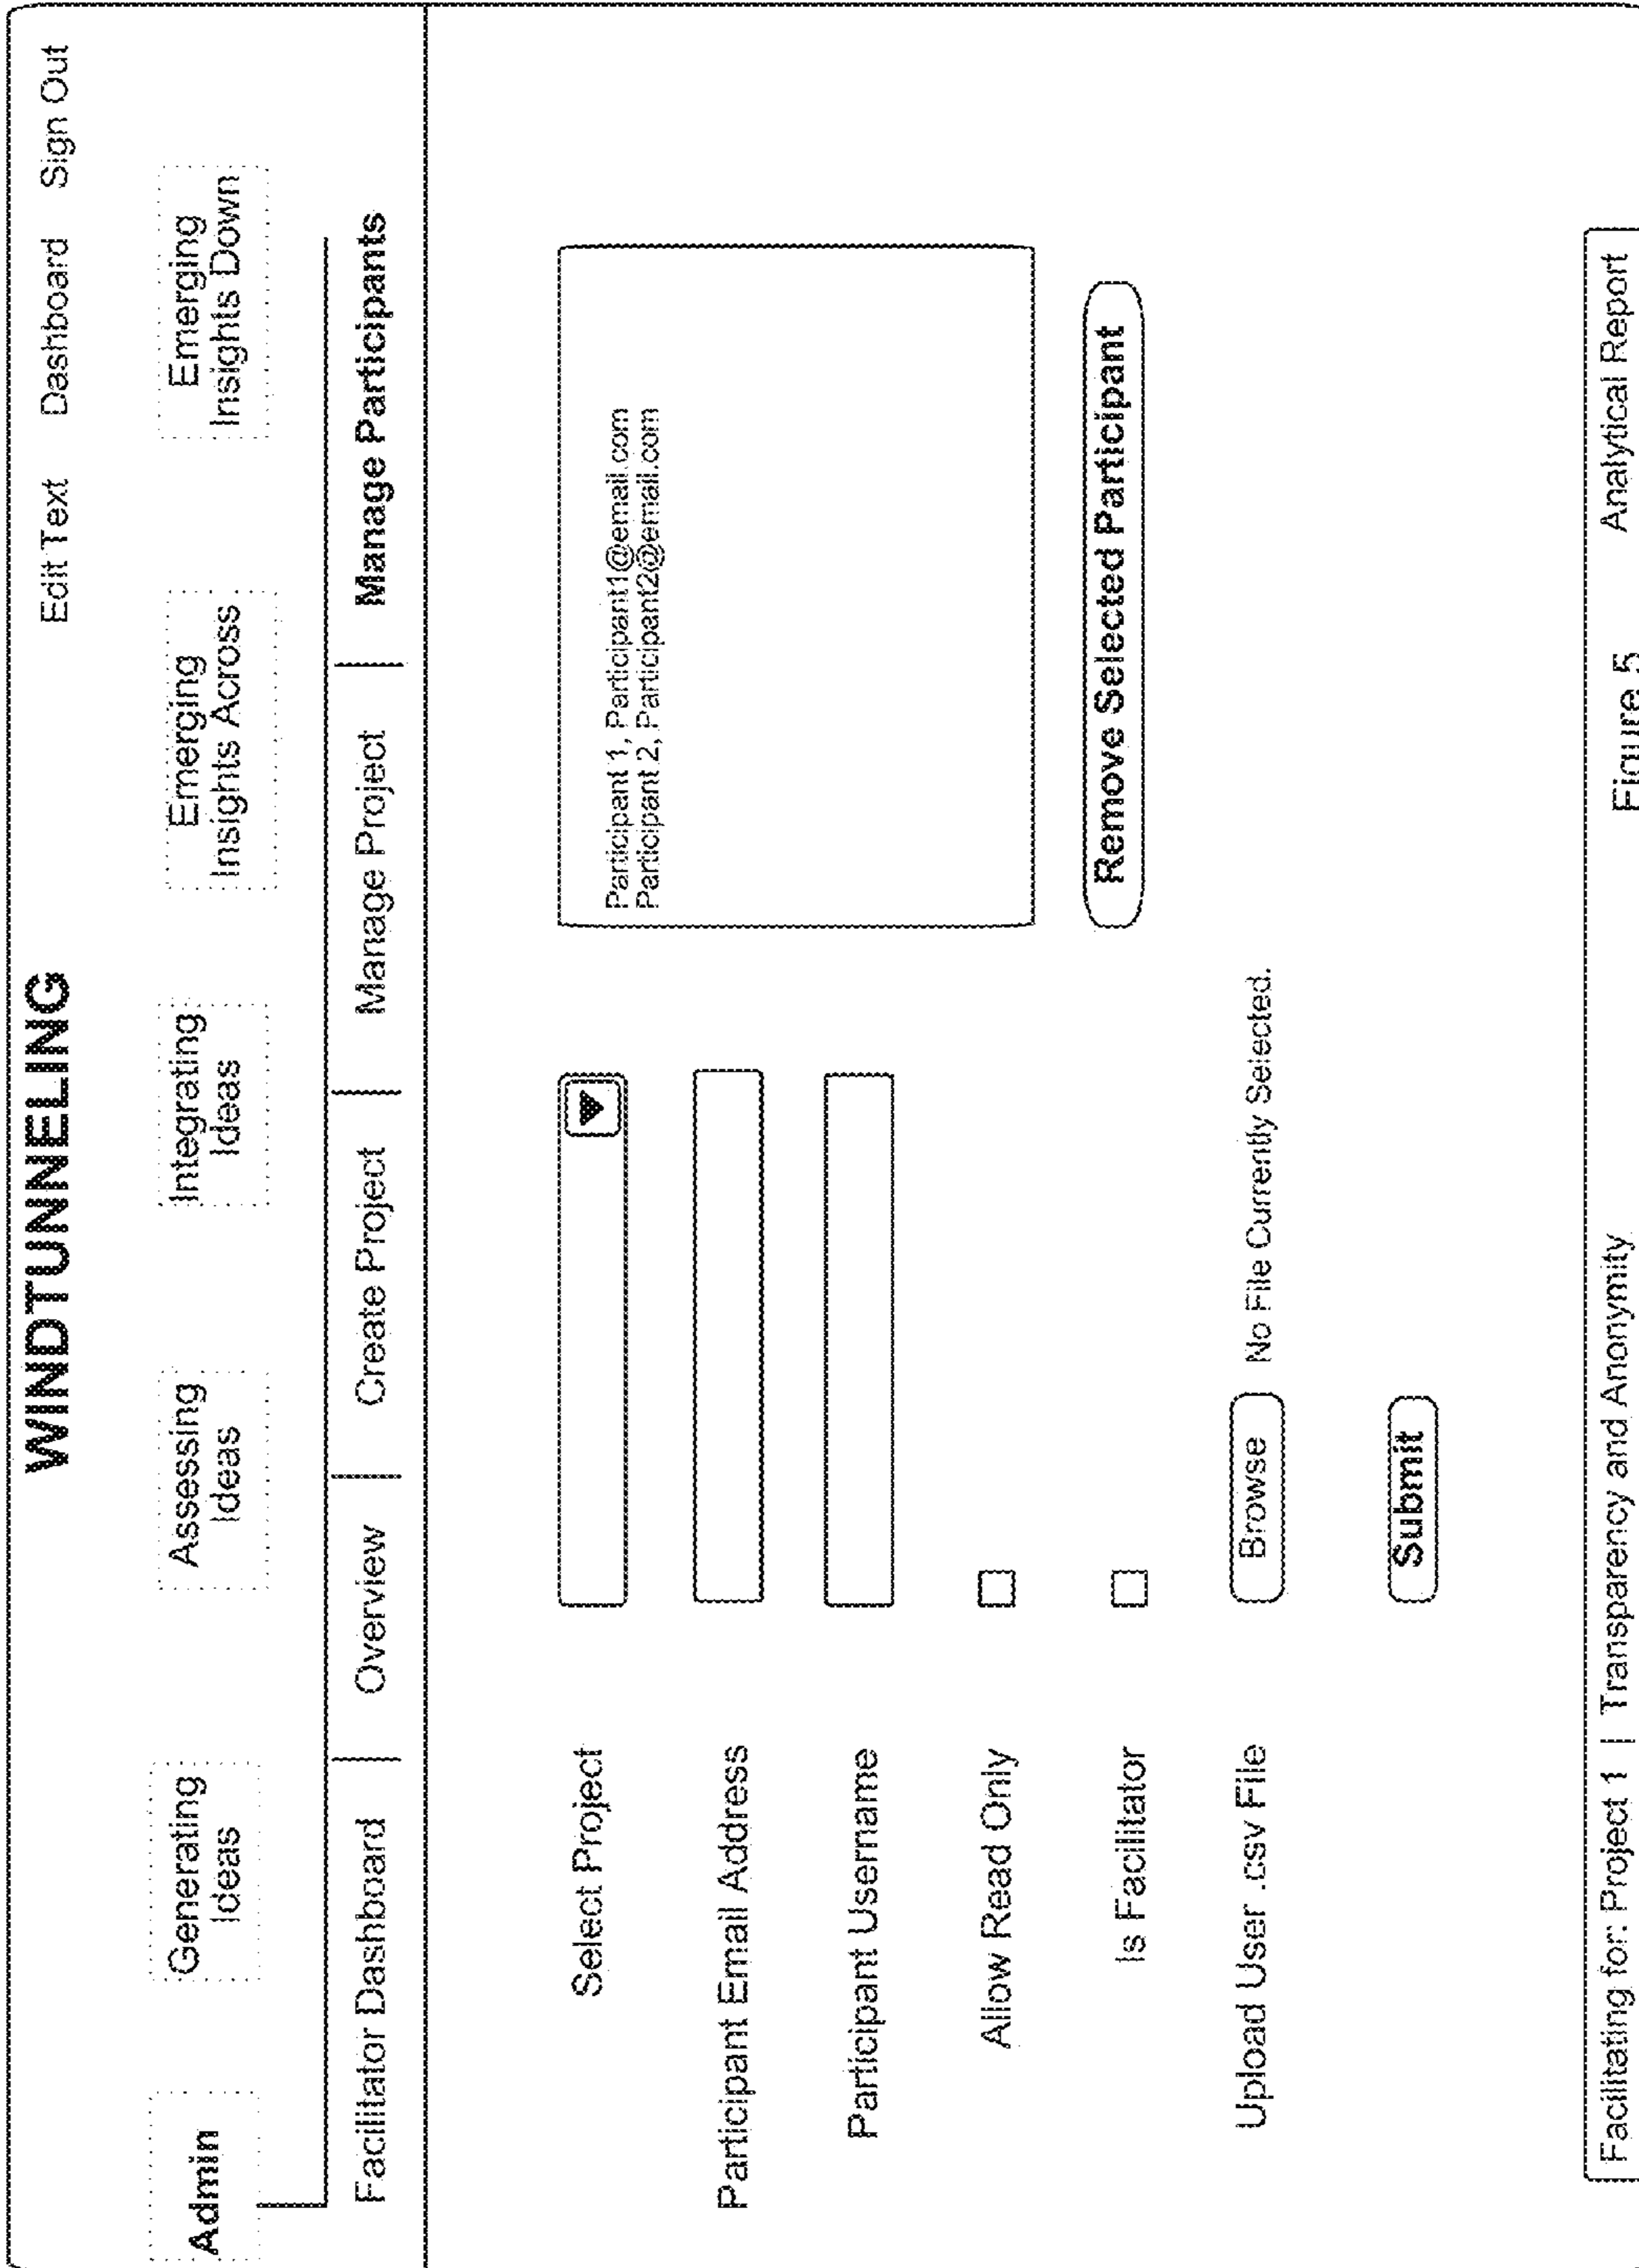 WINDTUNNELING
Edit Text Dashboard Sign Out
Admin
Generating
Ideas
Assessing
Ideas
Integrating
Ideas
Emerging
Insights Across
Emerging
Insights Down
Facilitator Dashboard | Overview | Create Project | Manage Project | Manage Participants
Select Project
Participant Email Address
Participant Username
Allow Read Only
Is Facilitator
Upload User .csv File
Browse No File Currently Selected.
Submit
Participant 1, Participant1@email.com
Participant 2, Participant2@email.com
Remove Selected Participant
Facilitating for: Project 1 | Transparency and Anonymity Analytical Report
Figure 5